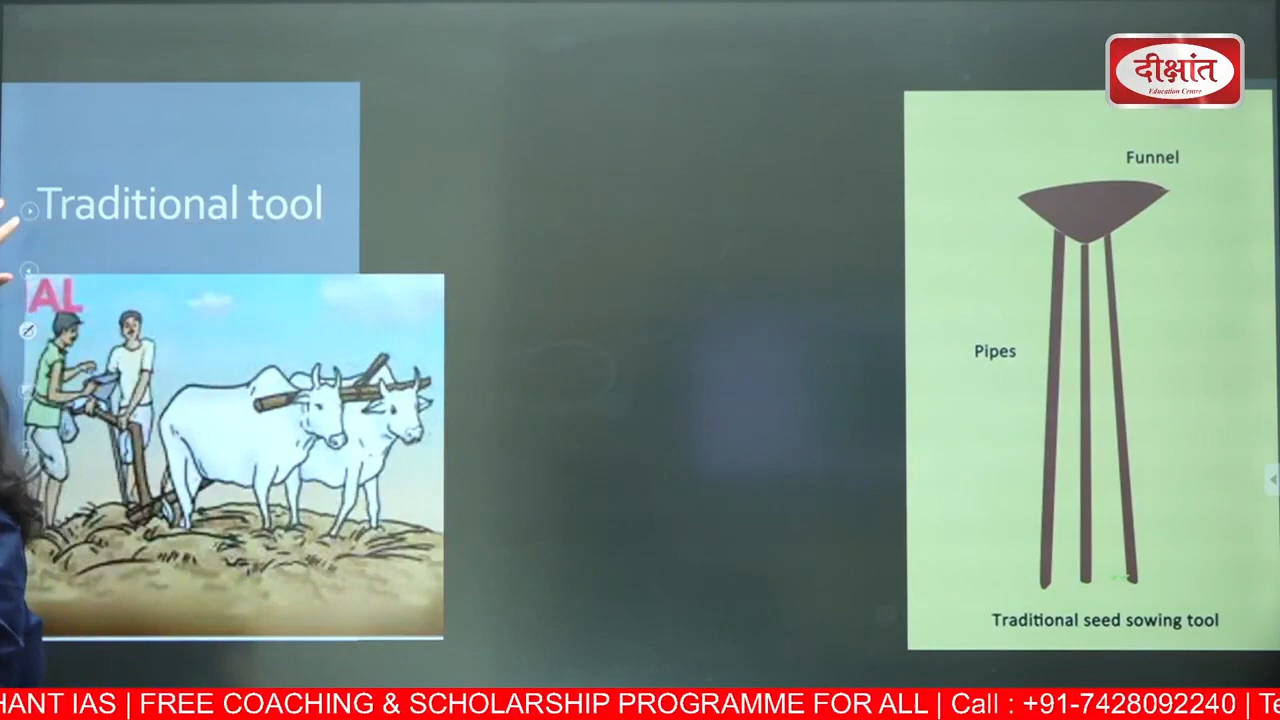 दीक्षांत
Education Centre
Traditional tool
AL
Funnel
Pipes
Traditional seed sowing tool
HANT IAS | FREE COACHING & SCHOLARSHIP PROGRAMME FOR ALL | Call : +91-7428092240 | Te